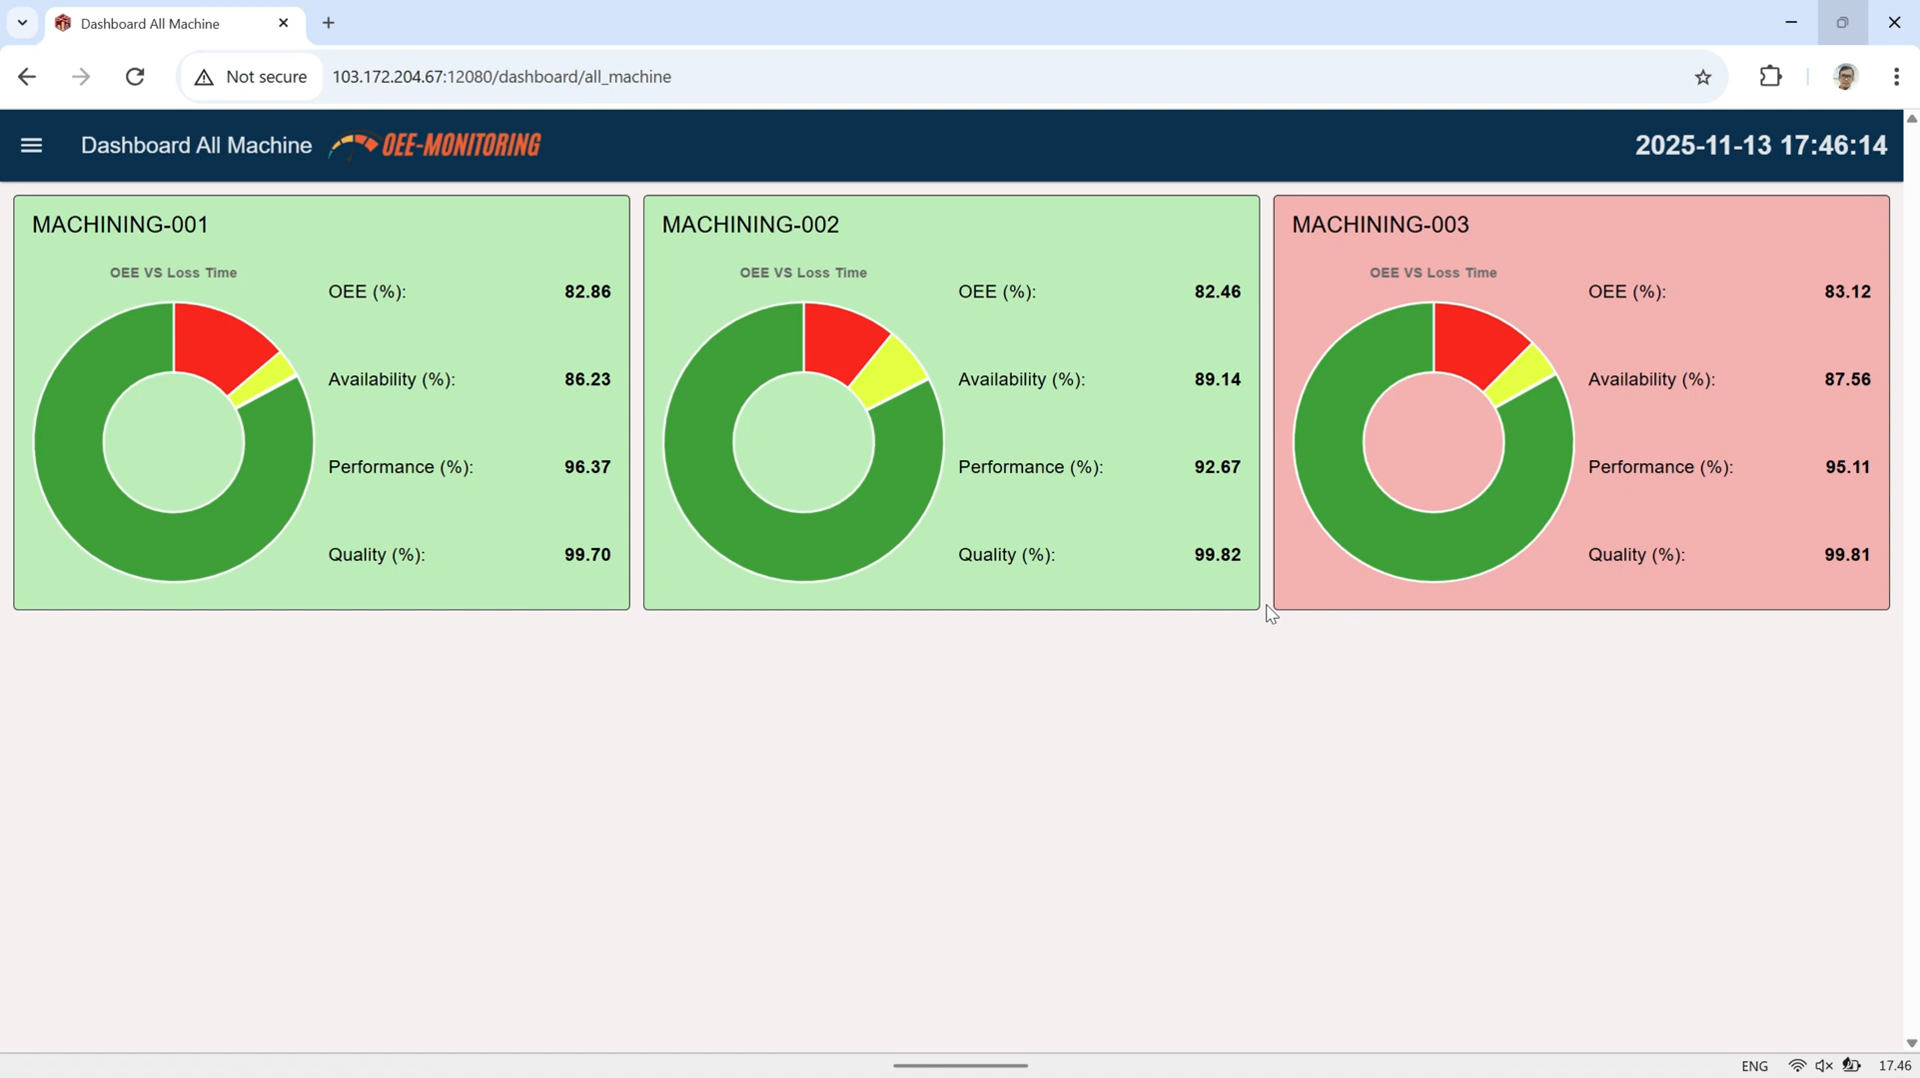 Dashboard All Machine
Not secure
103.172.204.67:12080/dashboard/all_machine
Dashboard All Machine
OEE-MONITORING
2025-11-13 17:46:14
MACHINING-001
OEE VS Loss Time
OEE (%): 82.86
Availability (%): 86.23
Performance (%): 96.37
Quality (%): 99.70
MACHINING-002
OEE VS Loss Time
OEE (%): 82.46
Availability (%): 89.14
Performance (%): 92.67
Quality (%): 99.82
MACHINING-003
OEE VS Loss Time
OEE (%): 83.12
Availability (%): 87.56
Performance (%): 95.11
Quality (%): 99.81
ENG
17.46